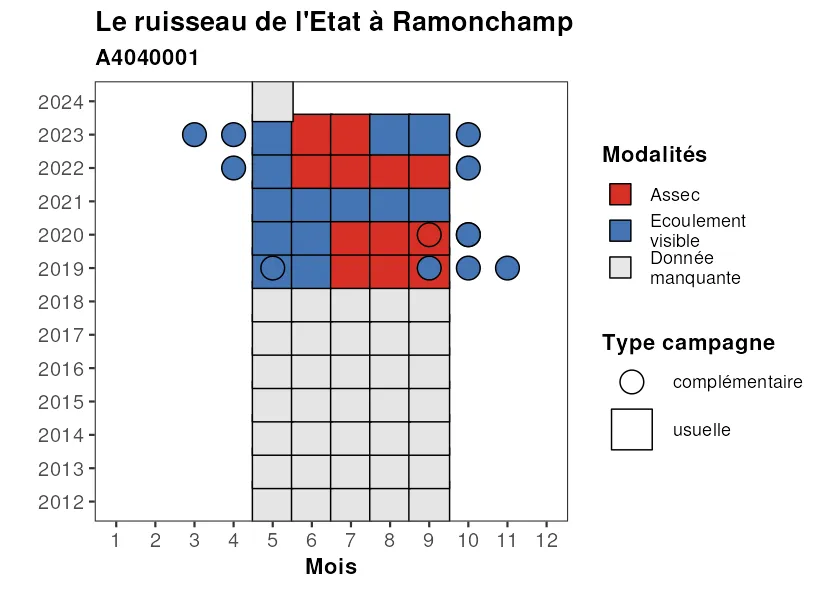 Le ruisseau de l'Etat à Ramonchamp
A4040001
2024
2023
2022
2021
2020
2019
2018
2017
2016
2015
2014
2013
2012
1 2 3 4 5 6 7 8 9 10 11 12
Mois
Modalités
Assec
Ecoulement
visible
Donnée
manquante
Type campagne
complémentaire
usuelle